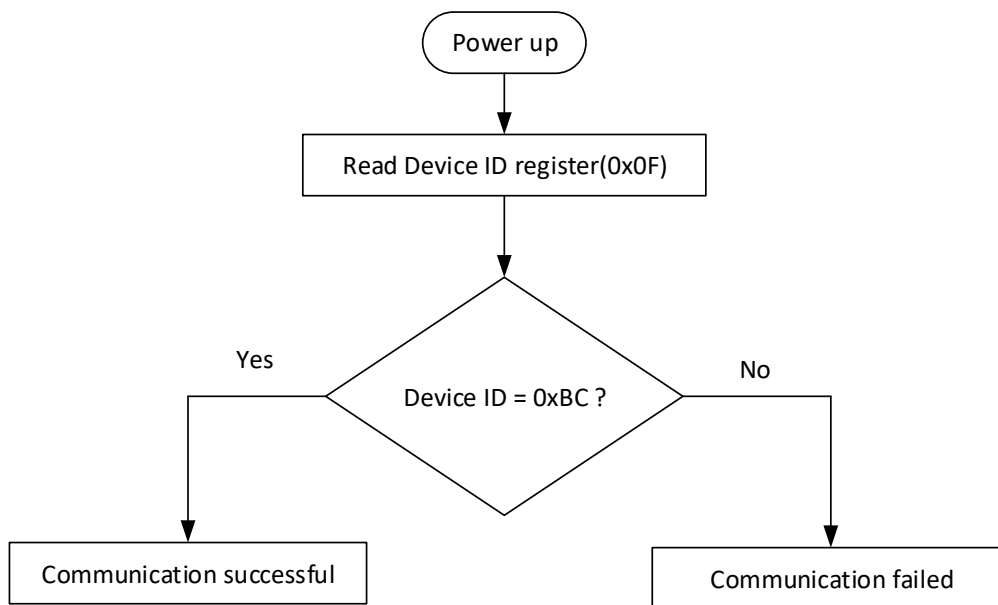 Power up
Read Device ID register(0x0F)
Yes
No
Device ID = 0xBC ?
Communication successful
Communication failed